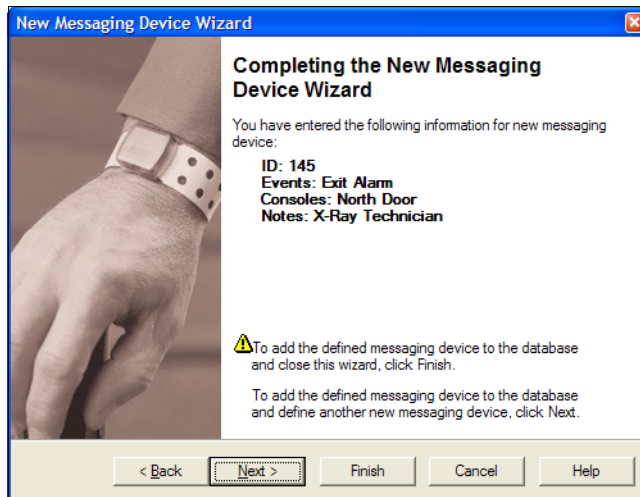 New Messaging Device Wizard
Completing the New Messaging
Device Wizard
You have entered the following information for new messaging
device:
ID: 145
Events: Exit Alarm
Consoles: North Door
Notes: X-Ray Technician
To add the defined messaging device to the database
and close this wizard, click Finish.
To add the defined messaging device to the database
and define another new messaging device, click Next.
< Back
Next >
Finish
Cancel
Help